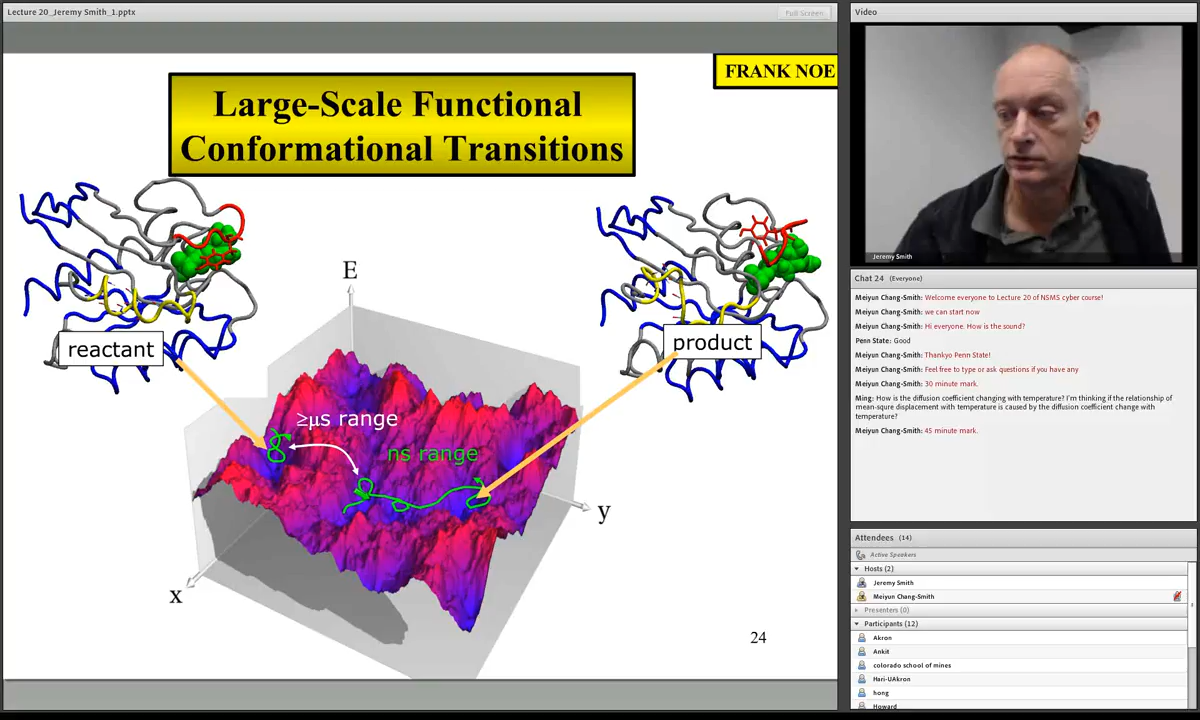 Lecture 20_Jeremy Smith_1.pptx
Full Screen
FRANK NOE
Large-Scale Functional
Conformational Transitions
reactant
product
E
≥μs range
ns range
y
x
24
Video
Jeremy Smith
Chat 24 (Everyone)
Meiyun Chang-Smith: Welcome everyone to Lecture 20 of NSMS cyber course!
Meiyun Chang-Smith: we can start now
Meiyun Chang-Smith: Hi everyone. How is the sound?
Penn State: Good
Meiyun Chang-Smith: Thankyo Penn State!
Meiyun Chang-Smith: Feel free to type or ask questions if you have any
Meiyun Chang-Smith: 30 minute mark.
Ming: How is the diffusion coefficient changing with temperature? I'm thinking if the relationship of
mean-squre displacement with temperature is caused by the diffusion coefficient change with
temperature?
Meiyun Chang-Smith: 45 minute mark.
Attendees (14)
Active Speakers
Hosts (2)
Jeremy Smith
Meiyun Chang-Smith
Presenters (0)
Participants (12)
Akron
Ankit
colorado school of mines
Hari-UAkron
hong
Howard